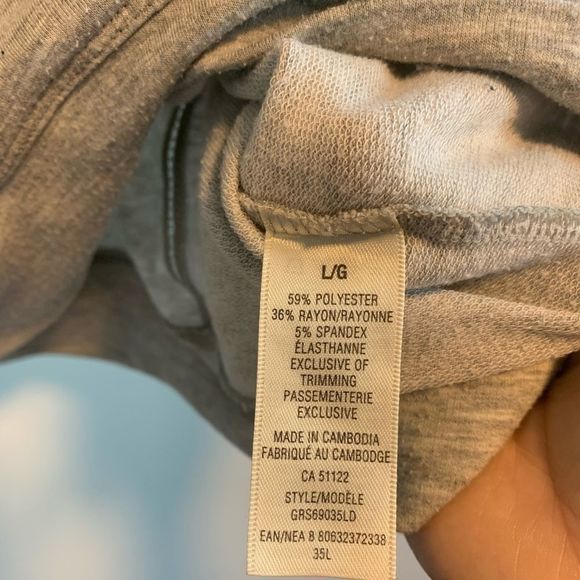 L/G
59% POLYESTER
36% RAYON/RAYONNE
5% SPANDEX
ÉLASTHANNE
EXCLUSIVE OF
TRIMMING
PASSEMENTERIE
EXCLUSIVE
MADE IN CAMBODIA
FABRIQUÉ AU CAMBODGE
CA 51122
STYLE/MODÈLE
GRS69035LD
EAN/NEA 8 80632372338
35L